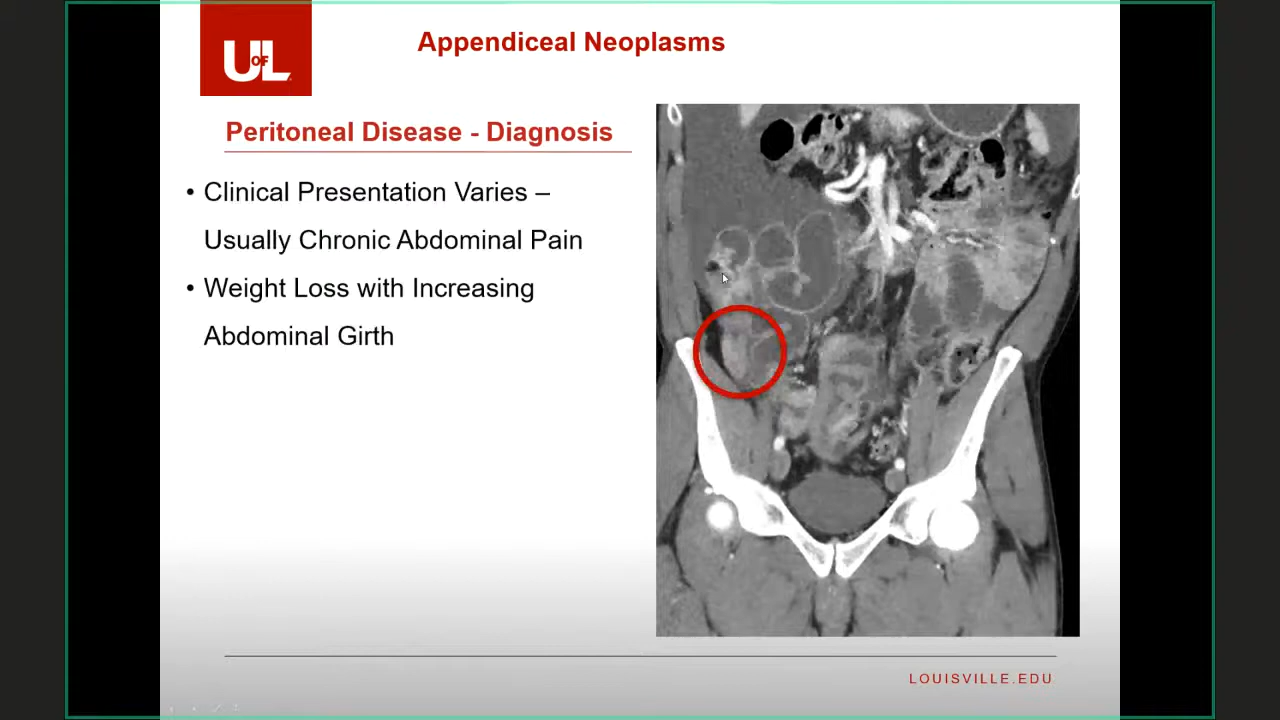 UofL
Appendiceal Neoplasms
Peritoneal Disease - Diagnosis
• Clinical Presentation Varies –
Usually Chronic Abdominal Pain
• Weight Loss with Increasing
Abdominal Girth
LOUISVILLE.EDU